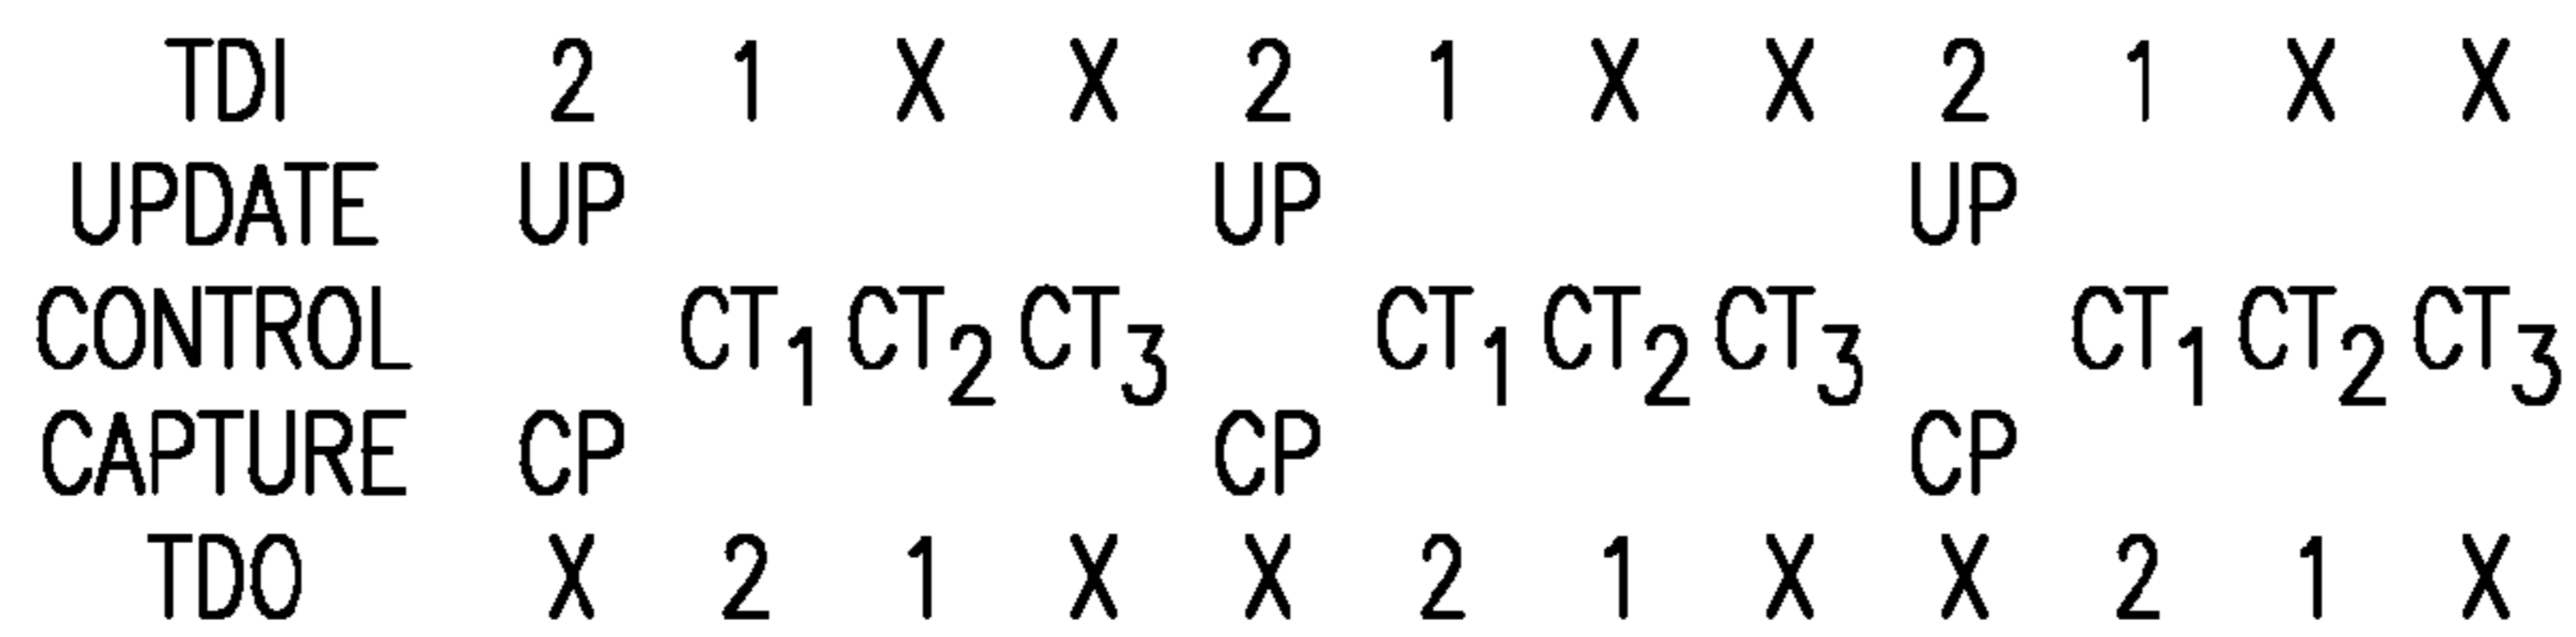 TDI 2 1 X X 2 1 X X 2 1 X X
UPDATE UP UP UP
CONTROL CT1 CT2 CT3 CT1 CT2 CT3 CT1 CT2 CT3
CAPTURE CP CP CP
TDO X 2 1 X X 2 1 X X 2 1 X